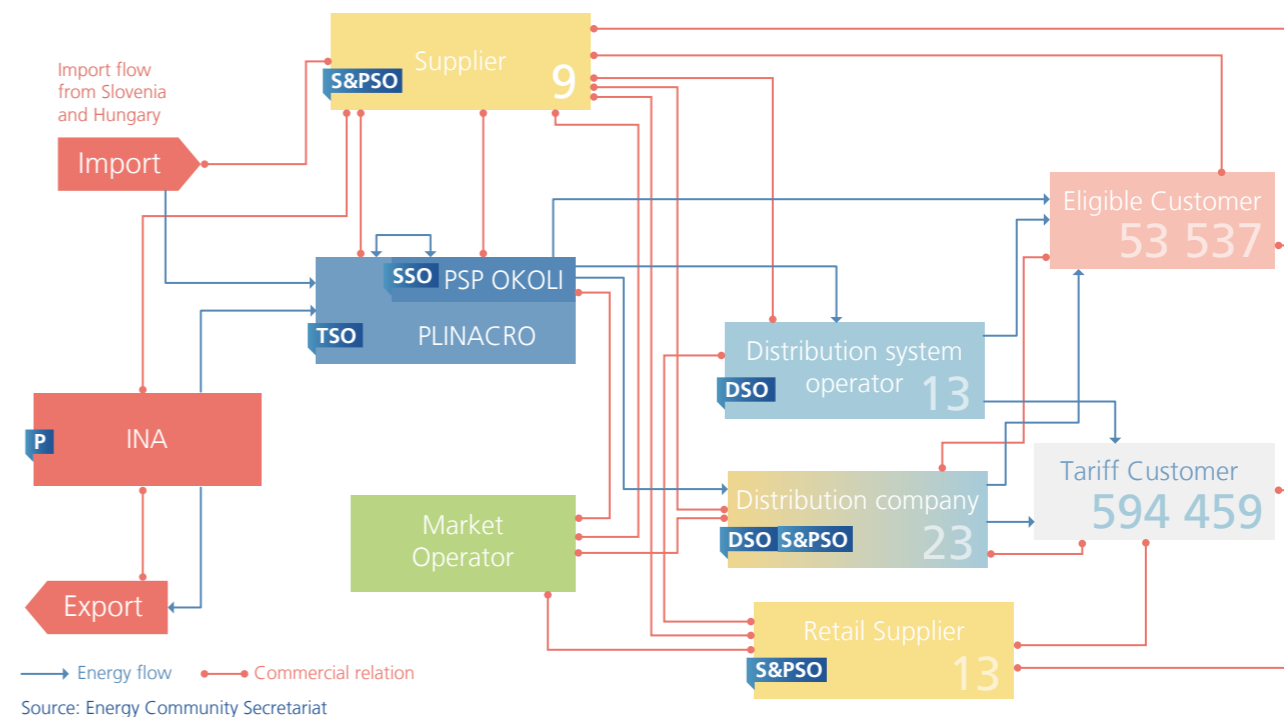 Supplier
9
S&PSO
Import flow
from Slovenia
and Hungary
Import
Eligible Customer
53 537
SSO
PSP OKOLI
TSO
PLINACRO
Distribution system
operator
13
DSO
INA
P
Tariff Customer
594 459
Distribution company
23
DSO
S&PSO
Market
Operator
Export
Retail Supplier
13
S&PSO
Energy flow
Commercial relation
Source: Energy Community Secretariat